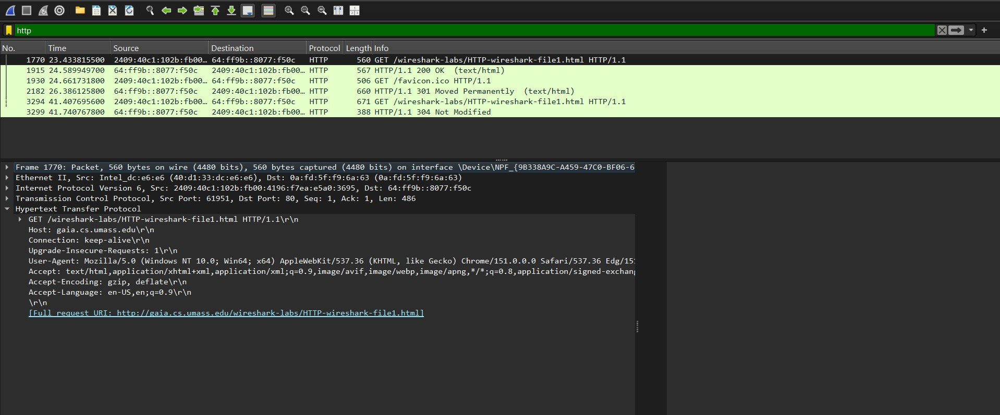 http
No. Time Source Destination Protocol Length Info
1770 23.433815500 2409:40c1:102b:fb00… 64:ff9b::8077:f50c HTTP 560 GET /wireshark-labs/HTTP-wireshark-file1.html HTTP/1.1
1915 24.589949700 64:ff9b::8077:f50c 2409:40c1:102b:fb00… HTTP 567 HTTP/1.1 200 OK (text/html)
1930 24.661731800 2409:40c1:102b:fb00… 64:ff9b::8077:f50c HTTP 506 GET /favicon.ico HTTP/1.1
2182 26.386125800 64:ff9b::8077:f50c 2409:40c1:102b:fb00… HTTP 660 HTTP/1.1 301 Moved Permanently (text/html)
3294 41.407695600 2409:40c1:102b:fb00… 64:ff9b::8077:f50c HTTP 671 GET /wireshark-labs/HTTP-wireshark-file1.html HTTP/1.1
3299 41.740767800 64:ff9b::8077:f50c 2409:40c1:102b:fb00… HTTP 388 HTTP/1.1 304 Not Modified
Frame 1770: Packet, 560 bytes on wire (4480 bits), 560 bytes captured (4480 bits) on interface \Device\NPF_{9B338A9C-A459-47C0-BF06-6
Ethernet II, Src: Intel_dc:e6:e6 (40:d1:33:dc:e6:e6), Dst: 0a:fd:5f:f9:6a:63 (0a:fd:5f:f9:6a:63)
Internet Protocol Version 6, Src: 2409:40c1:102b:fb00:4196:f7ea:e5a0:3695, Dst: 64:ff9b::8077:f50c
Transmission Control Protocol, Src Port: 61951, Dst Port: 80, Seq: 1, Ack: 1, Len: 486
Hypertext Transfer Protocol
GET /wireshark-labs/HTTP-wireshark-file1.html HTTP/1.1\r\n
Host: gaia.cs.umass.edu\r\n
Connection: keep-alive\r\n
Upgrade-Insecure-Requests: 1\r\n
User-Agent: Mozilla/5.0 (Windows NT 10.0; Win64; x64) AppleWebKit/537.36 (KHTML, like Gecko) Chrome/151.0.0.0 Safari/537.36 Edg/151
Accept: text/html,application/xhtml+xml,application/xml;q=0.9,image/avif,image/webp,image/apng,*/*;q=0.8,application/signed-exchang
Accept-Encoding: gzip, deflate\r\n
Accept-Language: en-US,en;q=0.9\r\n
\r\n
[Full request URI: http://gaia.cs.umass.edu/wireshark-labs/HTTP-wireshark-file1.html]